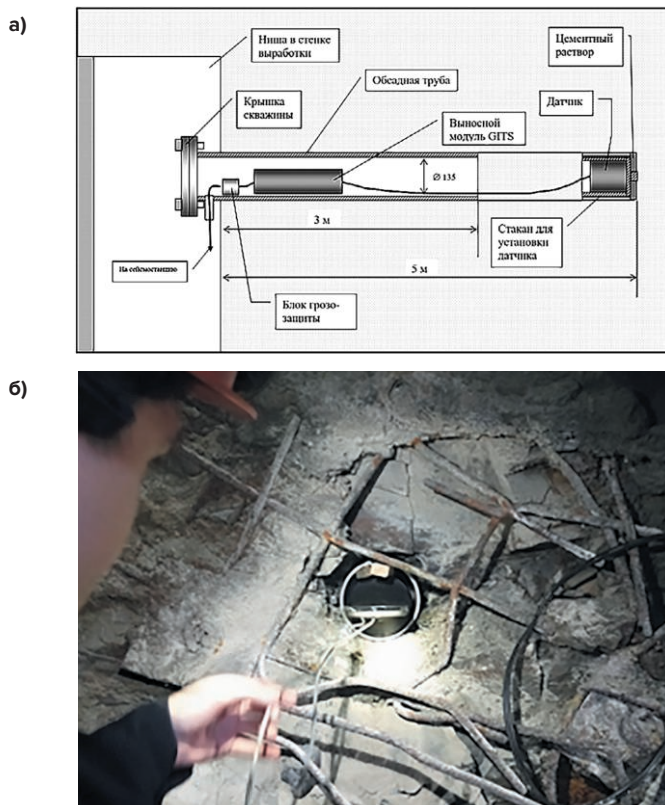 а)
Ниша в стенке
выработки
Цементный
раствор
Обсадная труба
Датчик
Крышка
скважины
Выносной
модуль GITS
Ø 135
3 м
Стакан для
установки
датчика
На сейсмостанцию
5 м
Блок грозо-
защиты
б)